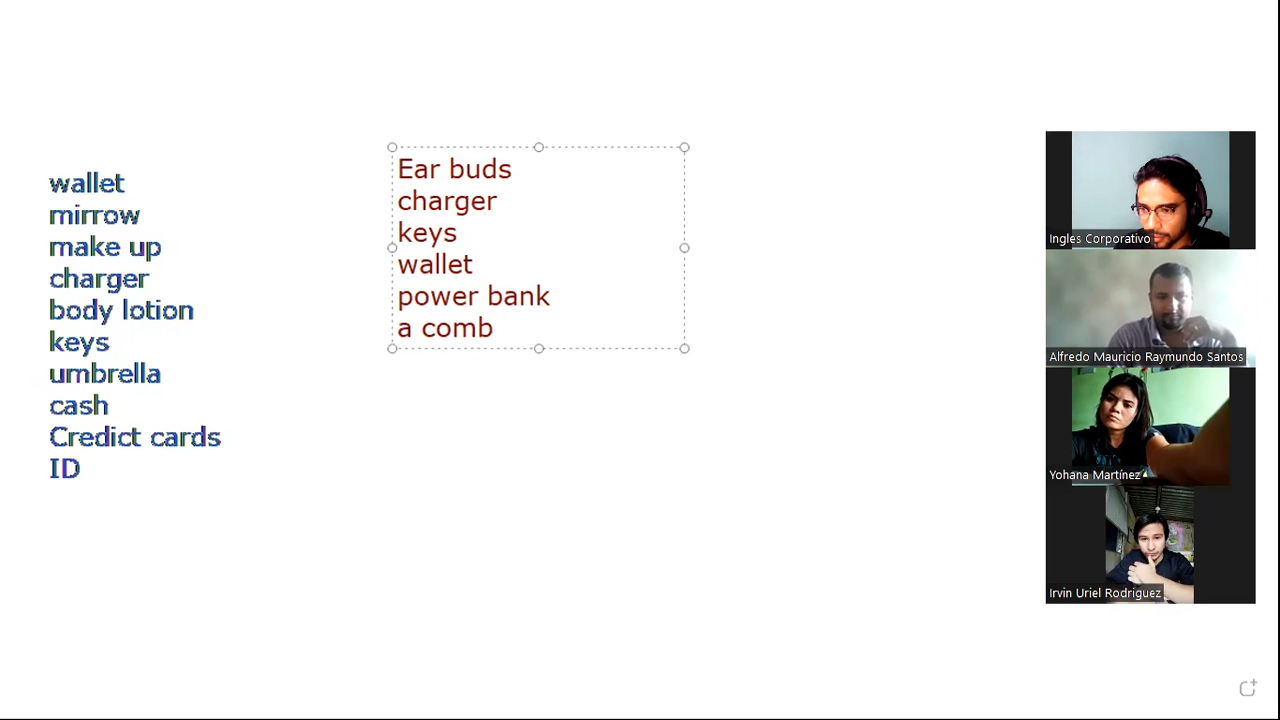 wallet
mirrow
make up
charger
body lotion
keys
umbrella
cash
Credict cards
ID
Ear buds
charger
keys
wallet
power bank
a comb
Ingles Corporativo
Alfredo Mauricio Raymundo Santos
Yohana Martínez
Irvin Uriel Rodriguez